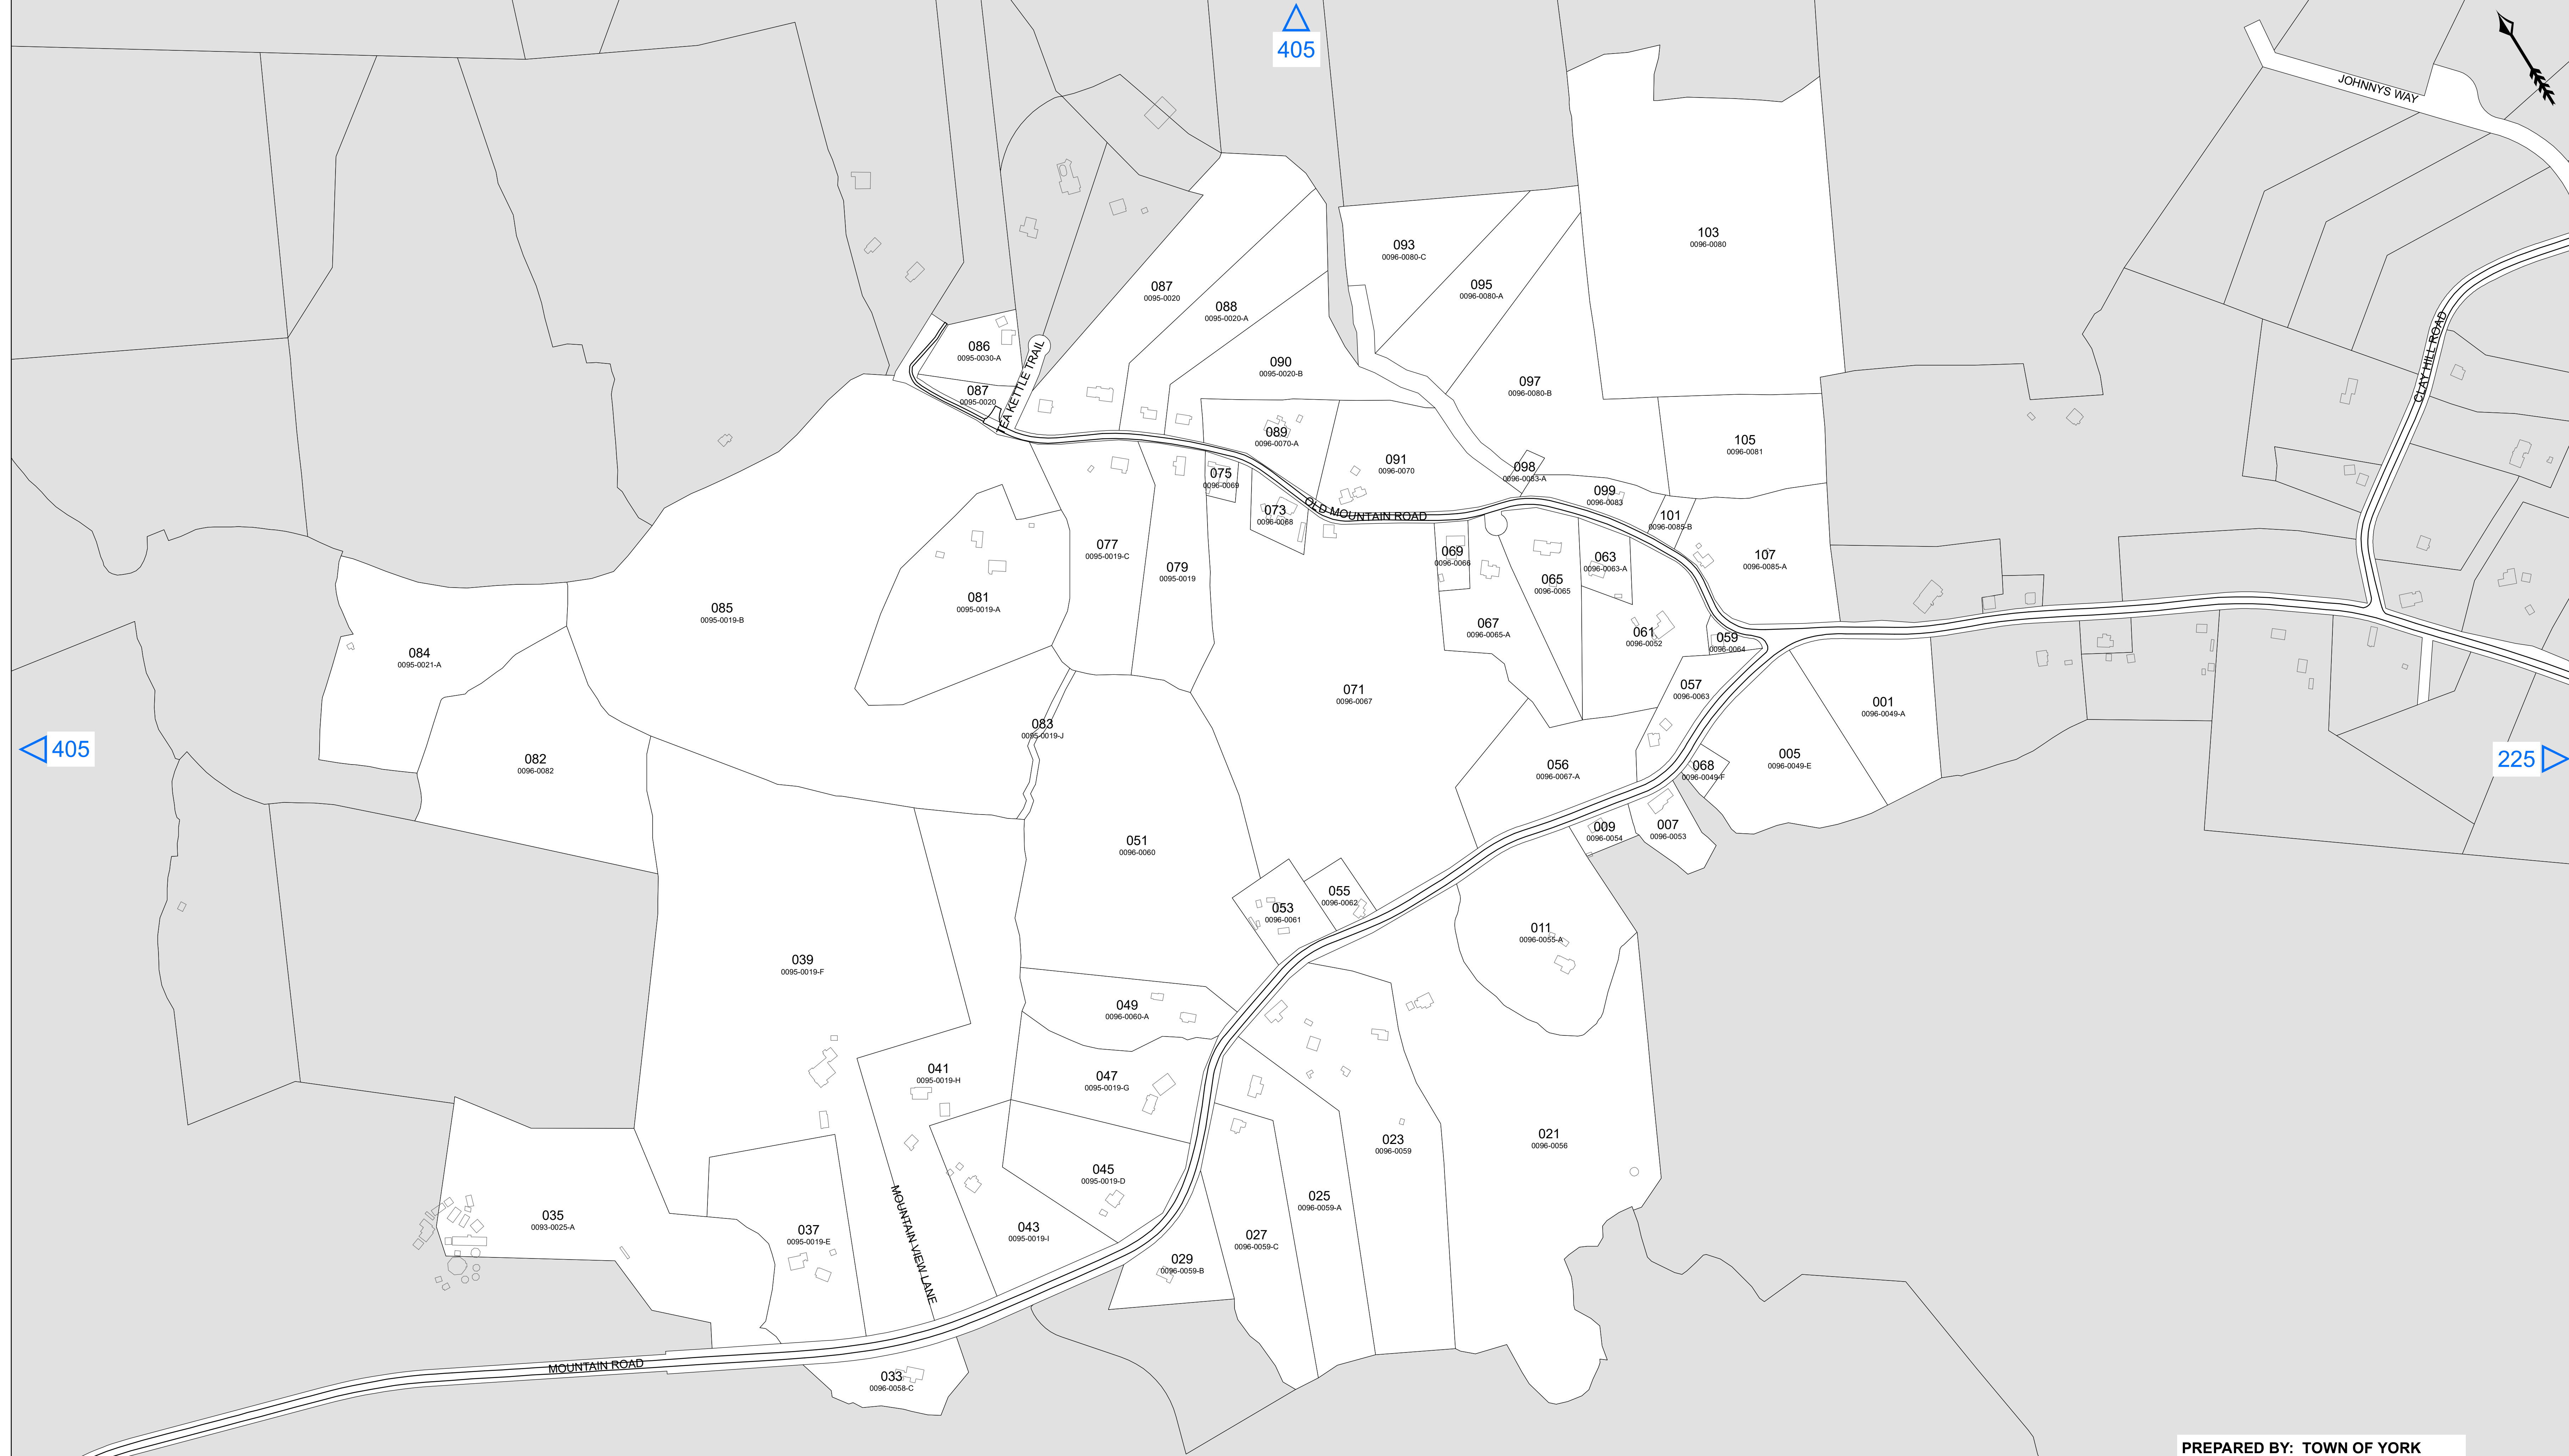 405
JOHNNYS WAY
103
0096-0080
093
0096-0080-C
095
0096-0080-A
087
0095-0020
088
0095-0020-A
086
0095-0030-A
090
0095-0020-B
097
0096-0080-B
087
0095-0020
TEA KETTLE TRAIL
CLAY HILL ROAD
089
0096-0070-A
105
0096-0081
091
0096-0070
098
0096-0083-A
075
0096-0069
099
0096-0083
073
0096-0068
OLD MOUNTAIN ROAD
101
0096-0085-B
077
0095-0019-C
069
0096-0066
063
0096-0063-A
107
0096-0085-A
079
0095-0019
065
0096-0065
081
0095-0019-A
085
0095-0019-B
067
0096-0065-A
061
0096-0052
059
0096-0064
084
0095-0021-A
057
0096-0063
071
0096-0067
001
0096-0049-A
083
0095-0019-J
405
082
0096-0082
056
0096-0067-A
068
0096-0049-F
005
0096-0049-E
225
051
0096-0060
009
0096-0054
007
0096-0053
055
0096-0062
053
0096-0061
011
0096-0055-A
039
0095-0019-F
049
0096-0060-A
041
0095-0019-H
047
0095-0019-G
023
0096-0059
021
0096-0056
045
0095-0019-D
025
0096-0059-A
035
0093-0025-A
037
0095-0019-E
MOUNTAIN VIEW LANE
043
0095-0019-I
027
0096-0059-C
029
0096-0059-B
MOUNTAIN ROAD
033
0096-0058-C
PREPARED BY: TOWN OF YORK